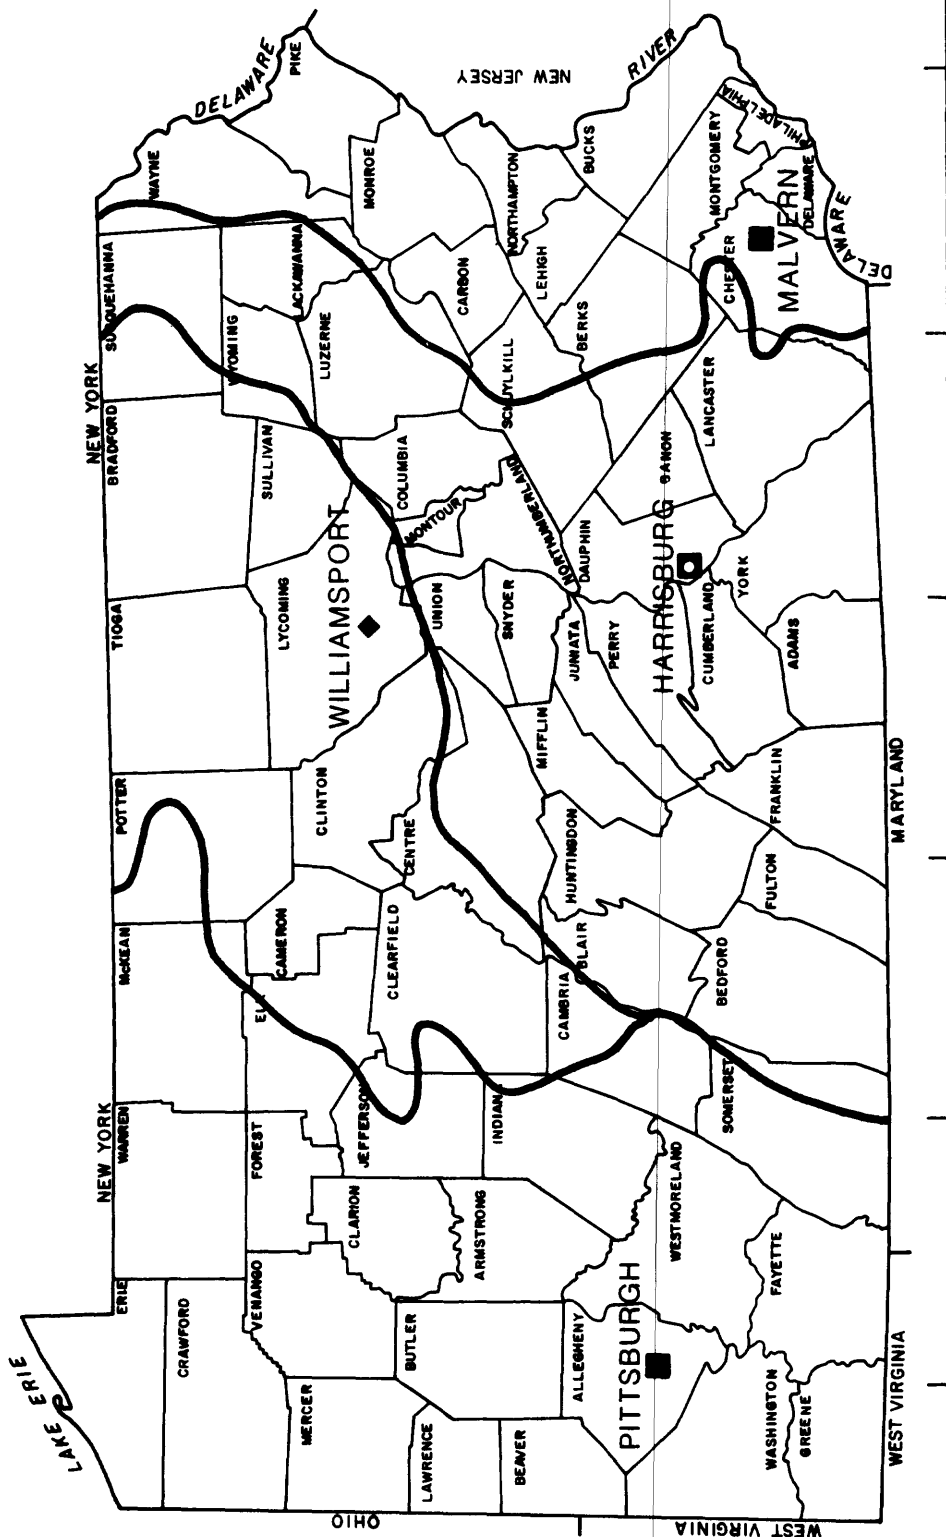 LAKE ERIE
NEW YORK
NEW YORK
ERIE
WARREN
McKEAN
POTTER
TIOGA
BRADFORD
SUSQUEHANNA
WAYNE
DELAWARE
PIKE
CRAWFORD
VENANGO
FOREST
ELK
CAMERON
CLINTON
LYCOMING
SULLIVAN
WYOMING
LACKAWANNA
LUZERNE
MONROE
MERCER
CLARION
JEFFERSON
CLEARFIELD
CENTRE
WILLIAMSPORT
MONTOUR
COLUMBIA
CARBON
NEW JERSEY
OHIO
LAWRENCE
BUTLER
ARMSTRONG
INDIANA
UNION
SNYDER
NORTHUMBERLAND
SCHUYLKILL
NORTHAMPTON
LEHIGH
BEAVER
ALLEGHENY
CAMBRIA
BLAIR
HUNTINGDON
MIFFLIN
JUNIATA
PERRY
DAUPHIN
BERKS
BUCKS
RIVER
PITTSBURGH
WESTMORELAND
HARRISBURG
CANON
LANCASTER
CHESTER
MONTGOMERY
PHILADELPHIA
WASHINGTON
GREENE
FAYETTE
SOMERSET
BEDFORD
FULTON
FRANKLIN
CUMBERLAND
ADAMS
YORK
MALVERN
DELAWARE
DELAWARE
DEL
WEST VIRGINIA
WEST VIRGINIA
MARYLAND